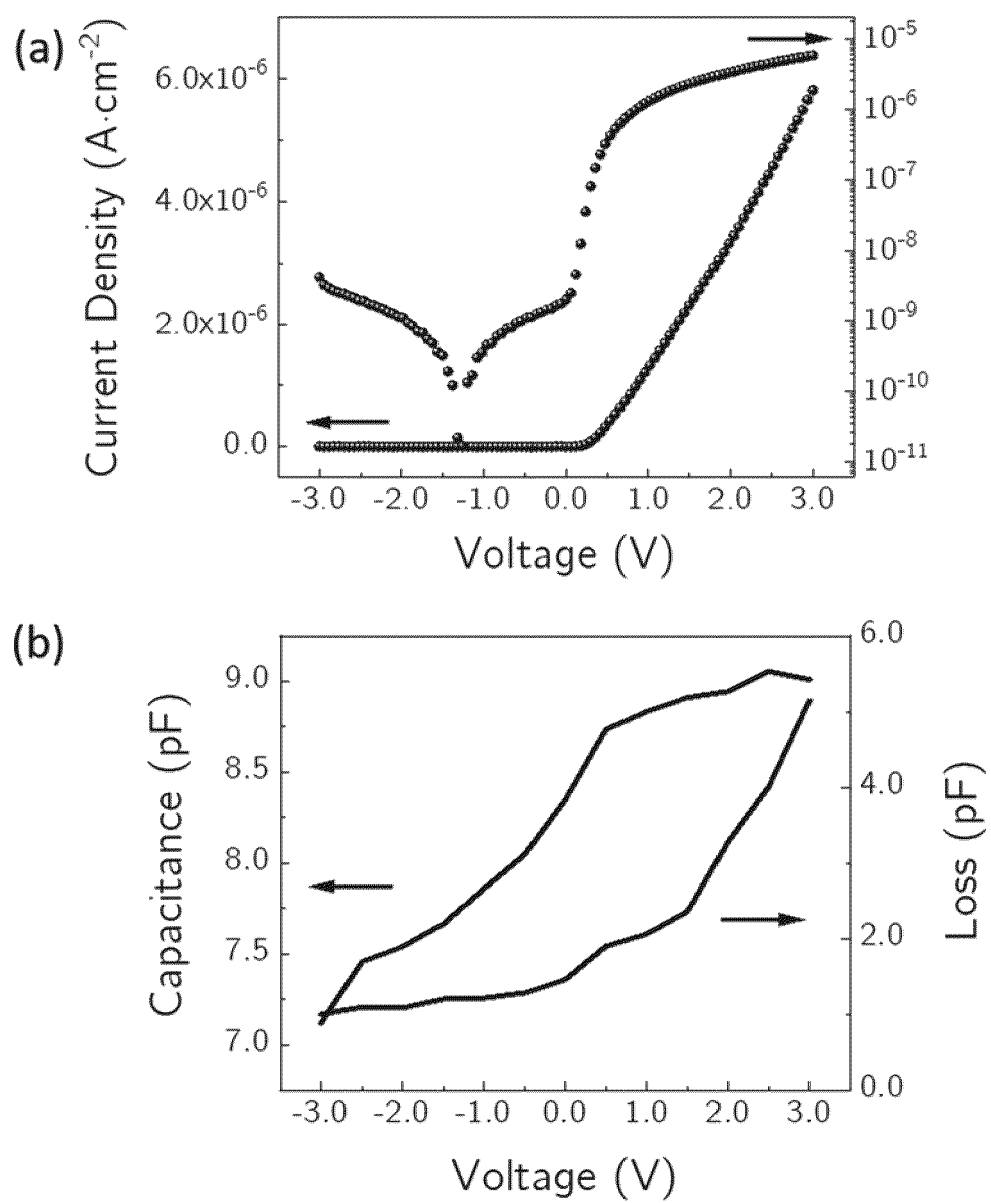 (a)
Current Density (A·cm⁻²)
6.0x10⁻⁶
4.0x10⁻⁶
2.0x10⁻⁶
0.0
10⁻⁵
10⁻⁶
10⁻⁷
10⁻⁸
10⁻⁹
10⁻¹⁰
10⁻¹¹
-3.0 -2.0 -1.0 0.0 1.0 2.0 3.0
Voltage (V)
(b)
Capacitance (pF)
9.0
8.5
8.0
7.5
7.0
6.0
4.0
2.0
0.0
Loss (pF)
-3.0 -2.0 -1.0 0.0 1.0 2.0 3.0
Voltage (V)